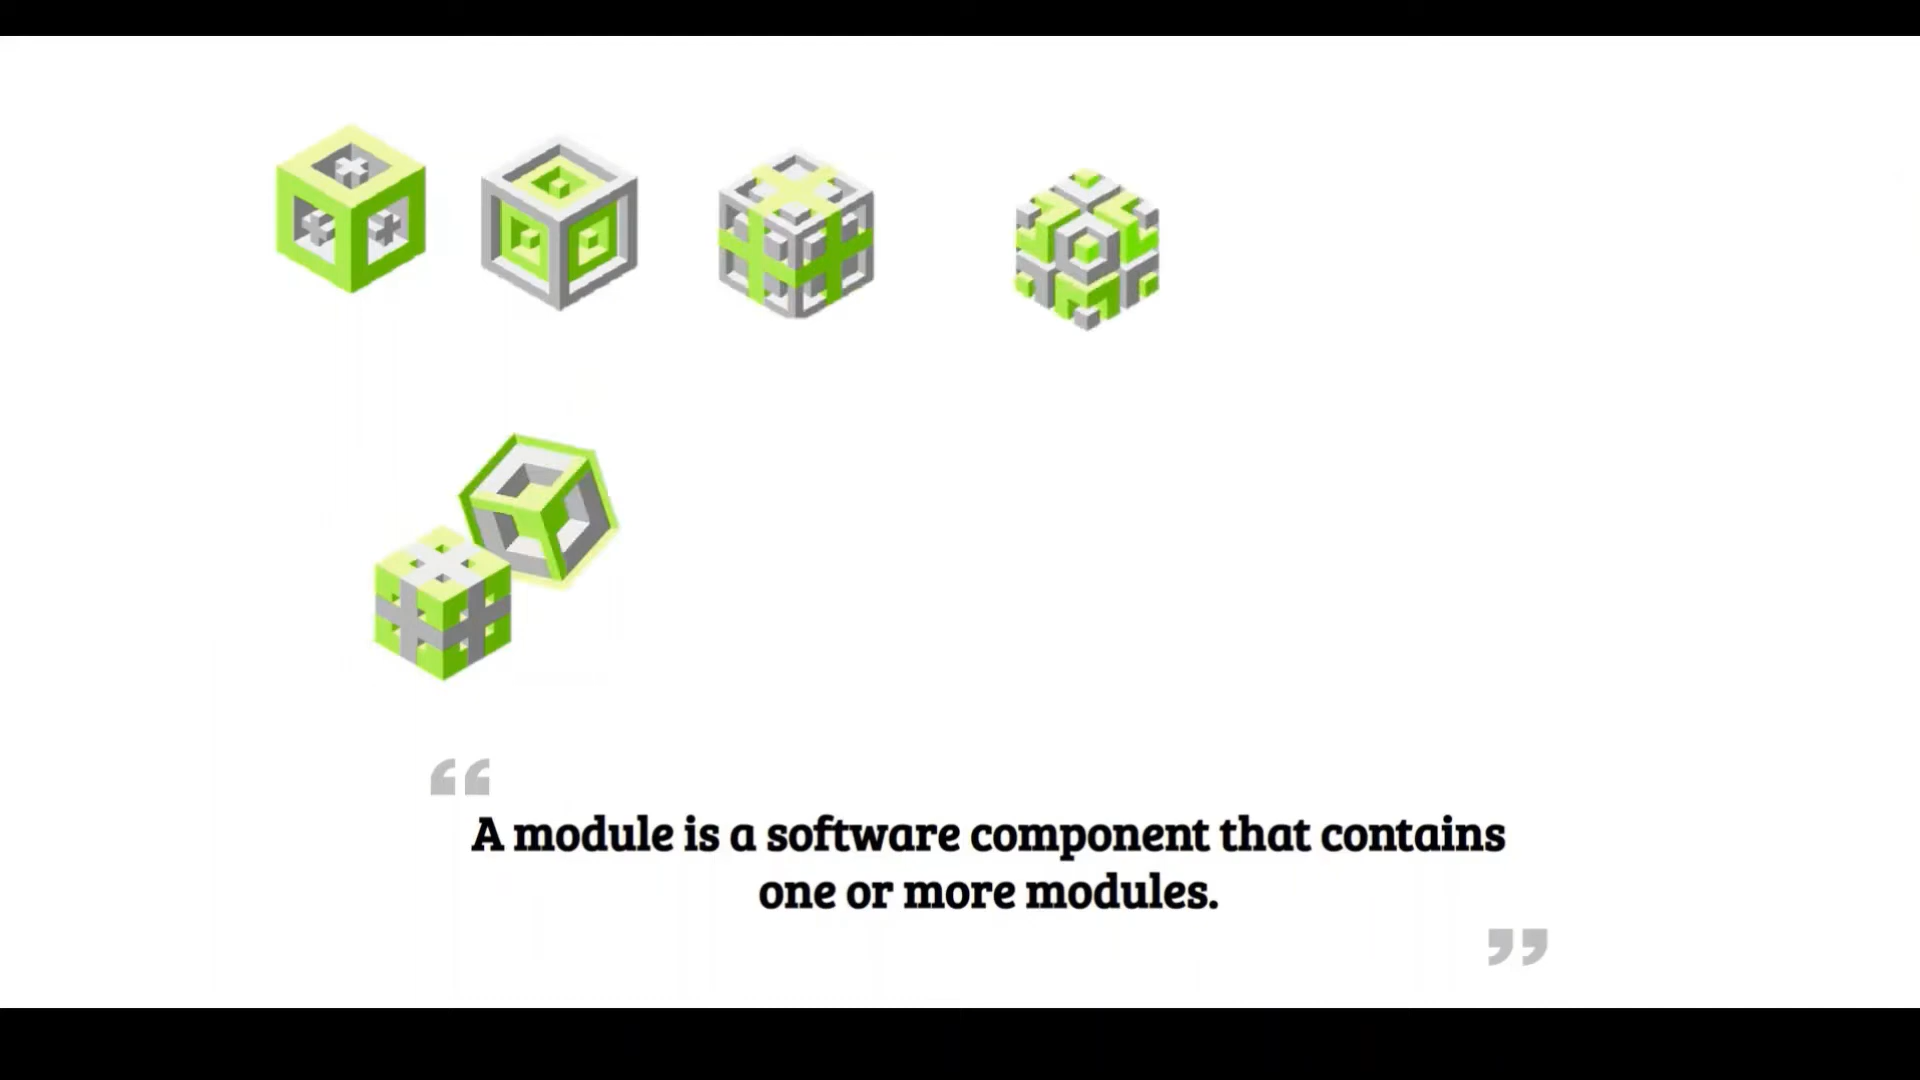 “
A module is a software component that contains
one or more modules.
”